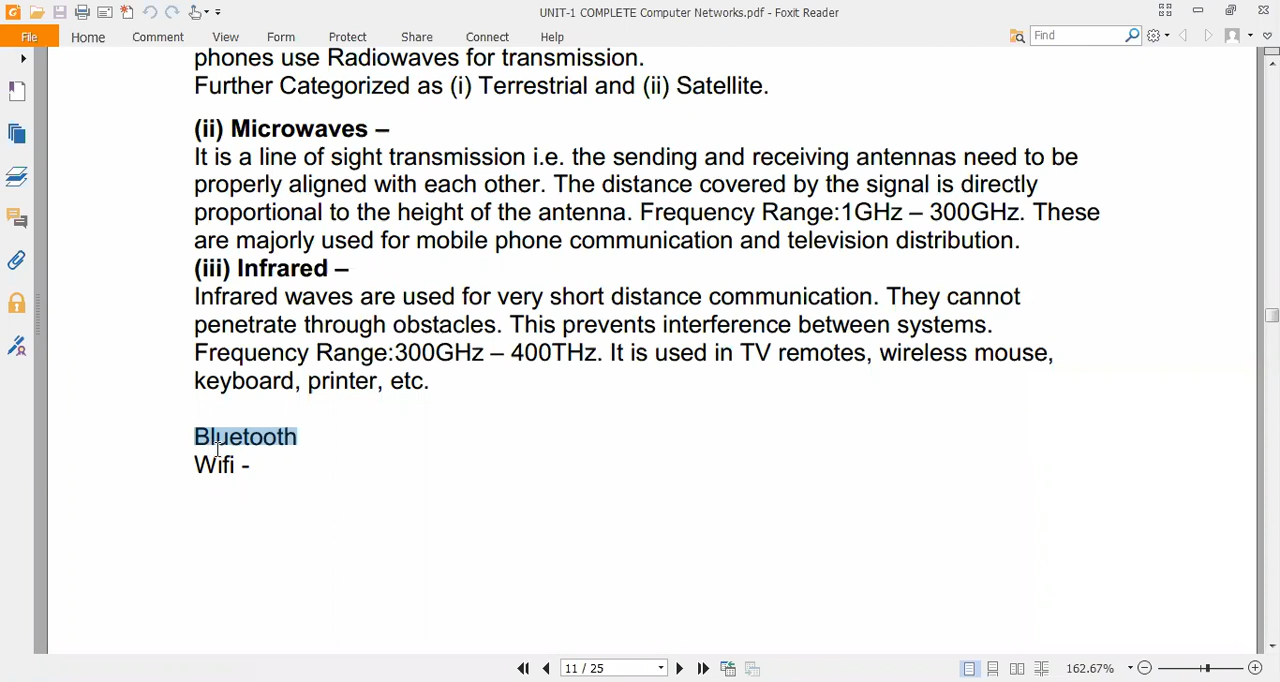 UNIT-1 COMPLETE Computer Networks.pdf - Foxit Reader
File Home Comment View Form Protect Share Connect Help Find
phones use Radiowaves for transmission.
Further Categorized as (i) Terrestrial and (ii) Satellite.
(ii) Microwaves –
It is a line of sight transmission i.e. the sending and receiving antennas need to be
properly aligned with each other. The distance covered by the signal is directly
proportional to the height of the antenna. Frequency Range:1GHz – 300GHz. These
are majorly used for mobile phone communication and television distribution.
(iii) Infrared –
Infrared waves are used for very short distance communication. They cannot
penetrate through obstacles. This prevents interference between systems.
Frequency Range:300GHz – 400THz. It is used in TV remotes, wireless mouse,
keyboard, printer, etc.
Bluetooth
Wifi -
11 / 25 162.67%